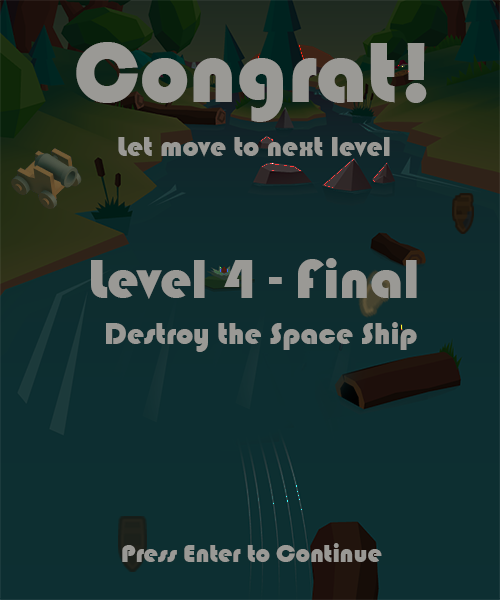 Congrat!
Let move to next level
Level 4 - Final
Destroy the Space Ship
Press Enter to Continue